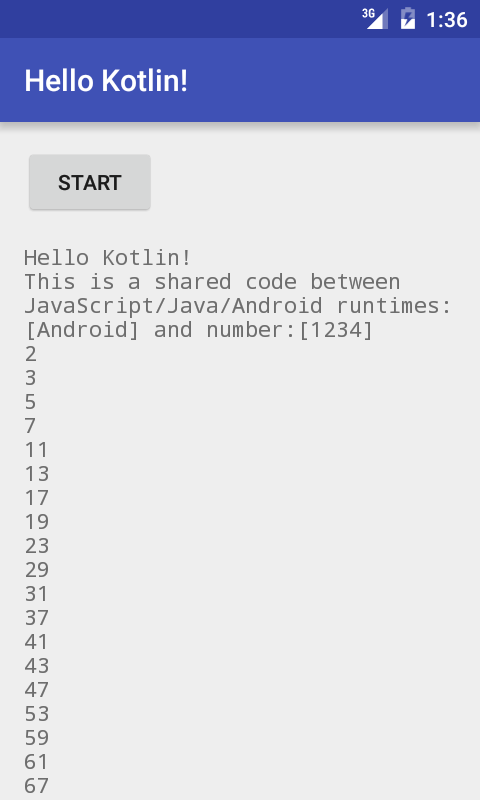 3G 1:36
Hello Kotlin!
START
Hello Kotlin!
This is a shared code between
JavaScript/Java/Android runtimes:
[Android] and number:[1234]
2
3
5
7
11
13
17
19
23
29
31
37
41
43
47
53
59
61
67